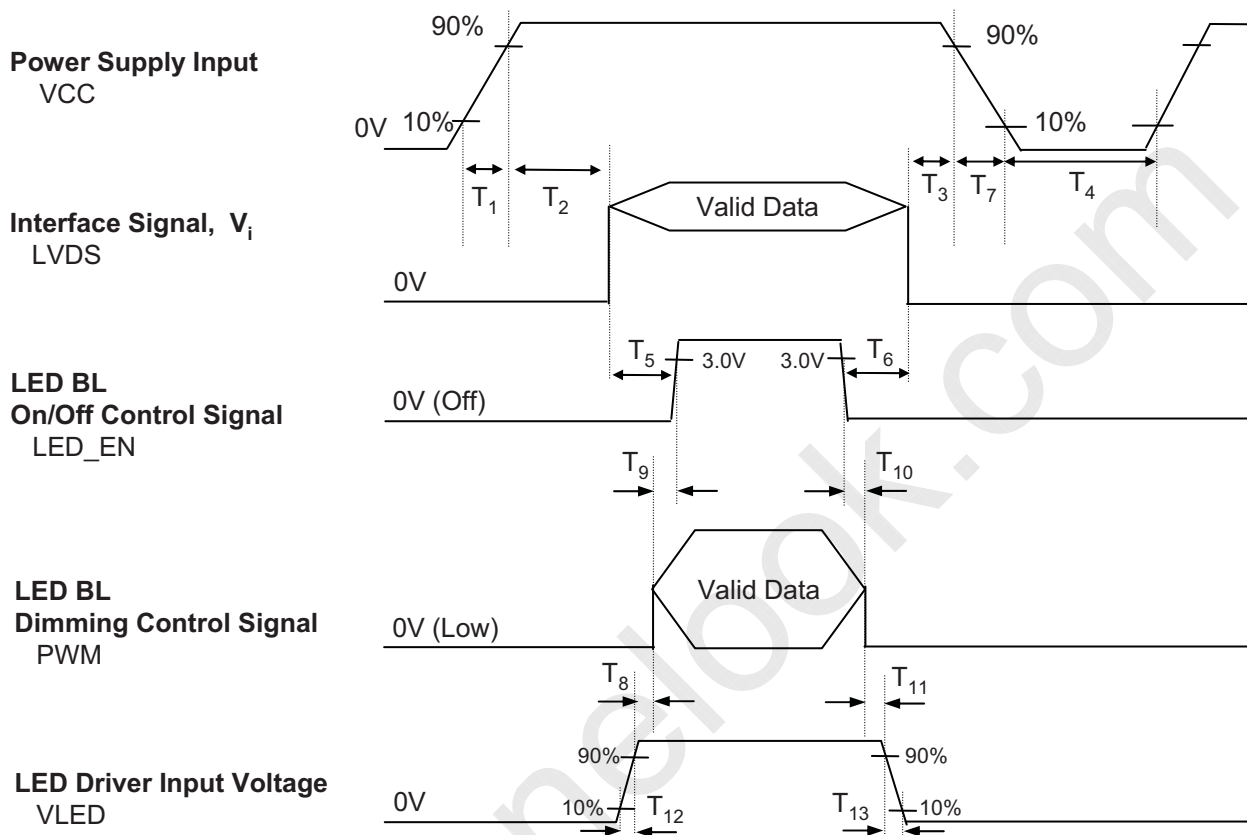 90%
90%
Power Supply Input
VCC
0V 10%
10%
T1 T2 T3 T7 T4
Valid Data
Interface Signal, Vi
LVDS
0V
T5 3.0V 3.0V T6
LED BL
On/Off Control Signal
LED_EN
0V (Off)
T9 T10
Valid Data
LED BL
Dimming Control Signal
PWM
0V (Low)
T8 T11
90% 90%
LED Driver Input Voltage
VLED
0V
10% T12 T13 10%
nelook.com